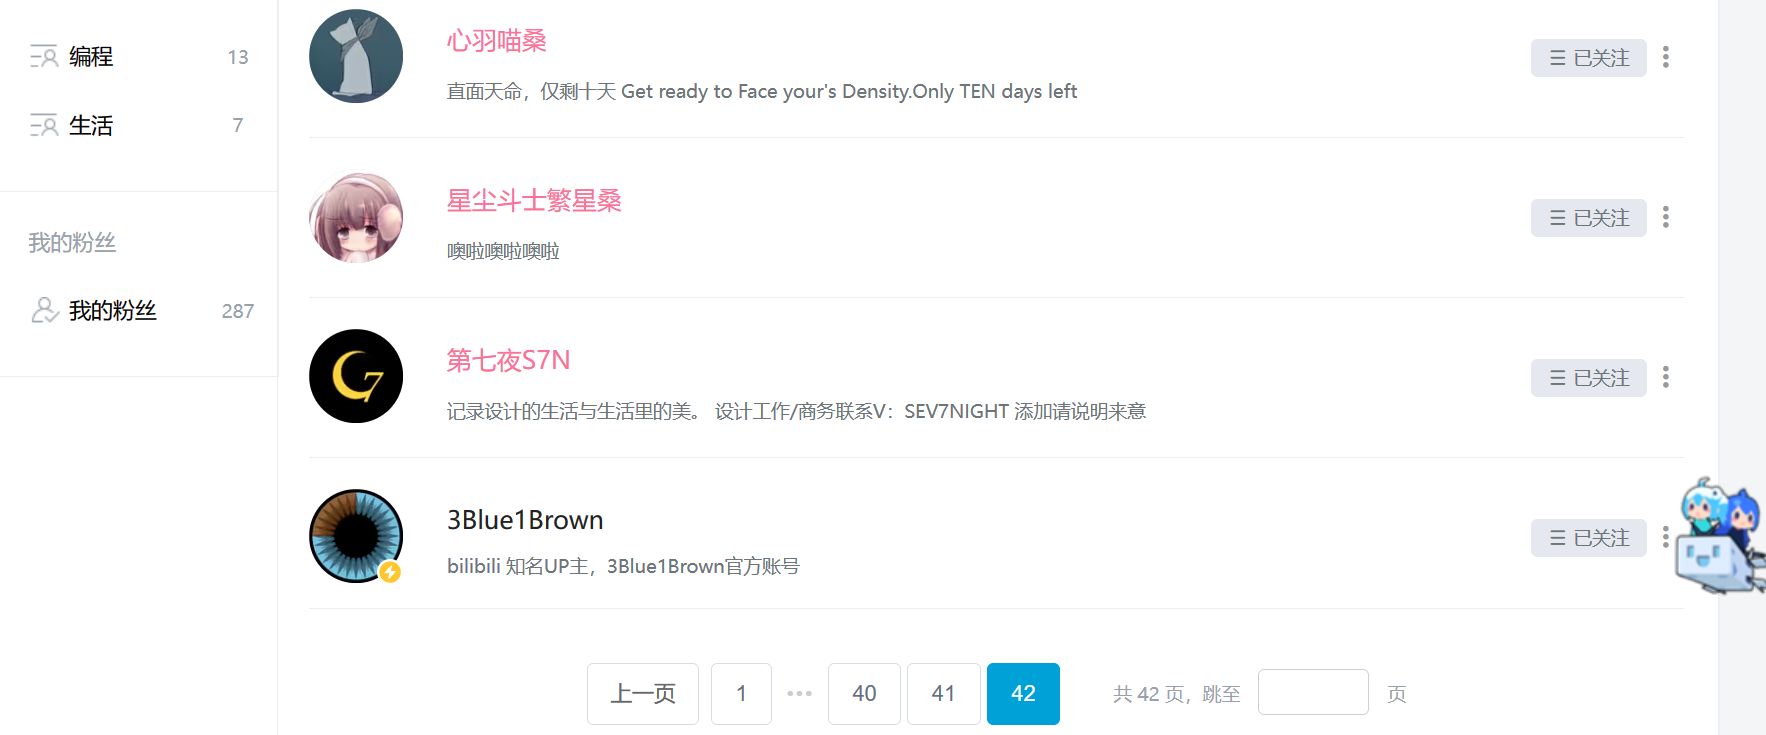 编程 13
生活 7
我的粉丝
我的粉丝 287
心羽喵桑
直面天命，仅剩十天 Get ready to Face your's Density.Only TEN days left
已关注
星尘斗士繁星桑
噢啦噢啦噢啦
已关注
第七夜S7N
记录设计的生活与生活里的美。 设计工作/商务联系V：SEV7NIGHT 添加请说明来意
已关注
3Blue1Brown
bilibili 知名UP主，3Blue1Brown官方账号
已关注
上一页 1 ••• 40 41 42 共 42 页，跳至 页